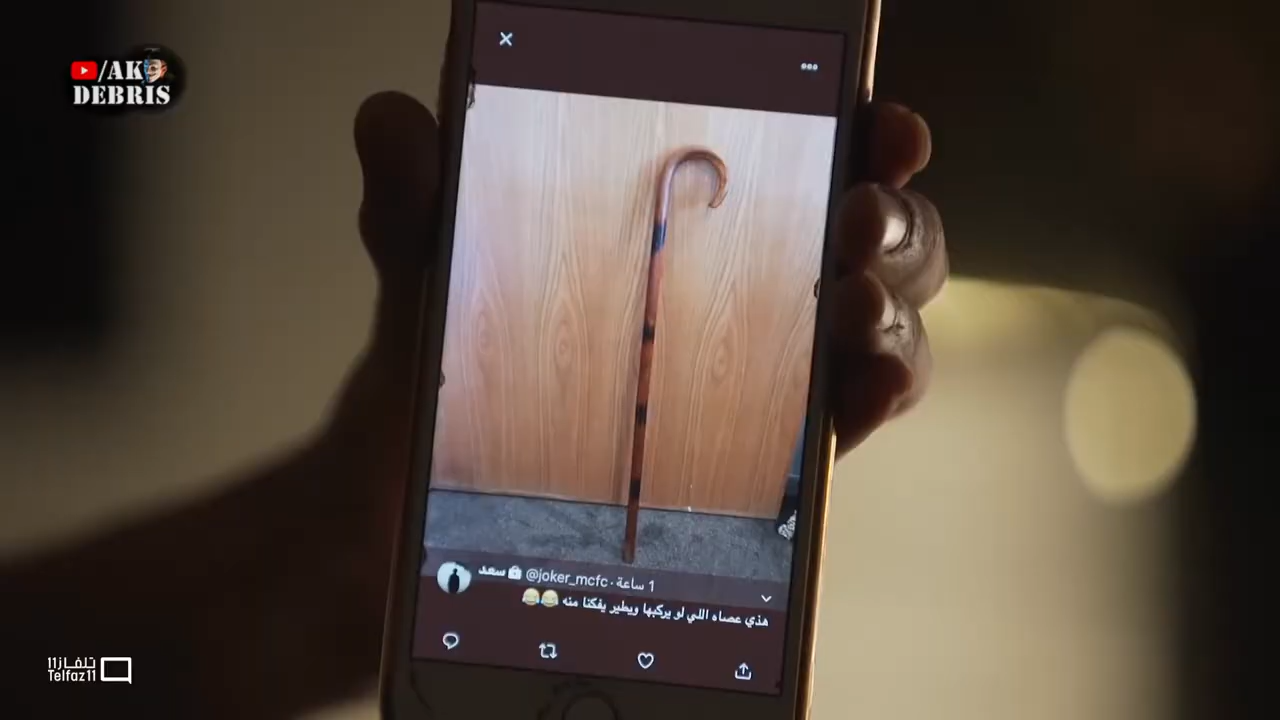 /AK
DEBRIS
سعد @joker_mcfc · 1 ساعة
هذي عصاه اللي لو يركبها ويطير يفكنا منه 😂😂
تلفاز11
Telfaz11